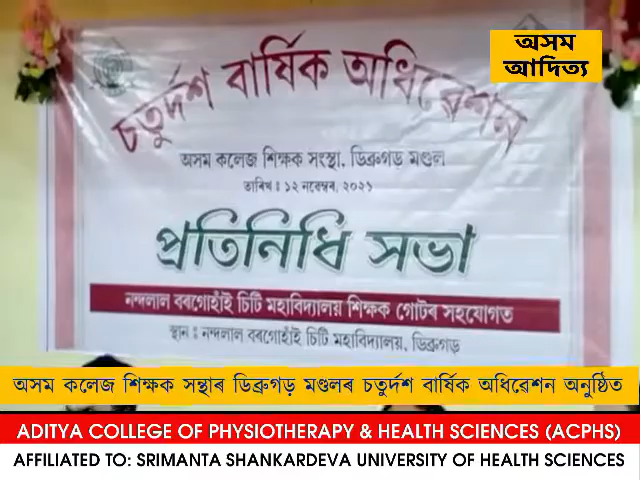 অসম
আদিত্য
চতুৰ্দশ বাৰ্ষিক অধিৱেশন
অসম কলেজ শিক্ষক সংস্থা, ডিব্ৰুগড় মণ্ডল
তাৰিখ : ১২ নৱেম্বৰ, ২০২১
প্ৰতিনিধি সভা
নন্দলাল বৰগোহাঁই চিটি মহাবিদ্যালয় শিক্ষক গোটৰ সহযোগত
স্থান : নন্দলাল বৰগোহাঁই চিটি মহাবিদ্যালয়, ডিব্ৰুগড়
অসম কলেজ শিক্ষক সন্থাৰ ডিব্ৰুগড় মণ্ডলৰ চতুৰ্দশ বাৰ্ষিক অধিৱেশন অনুষ্ঠিত
ADITYA COLLEGE OF PHYSIOTHERAPY & HEALTH SCIENCES (ACPHS)
AFFILIATED TO: SRIMANTA SHANKARDEVA UNIVERSITY OF HEALTH SCIENCES